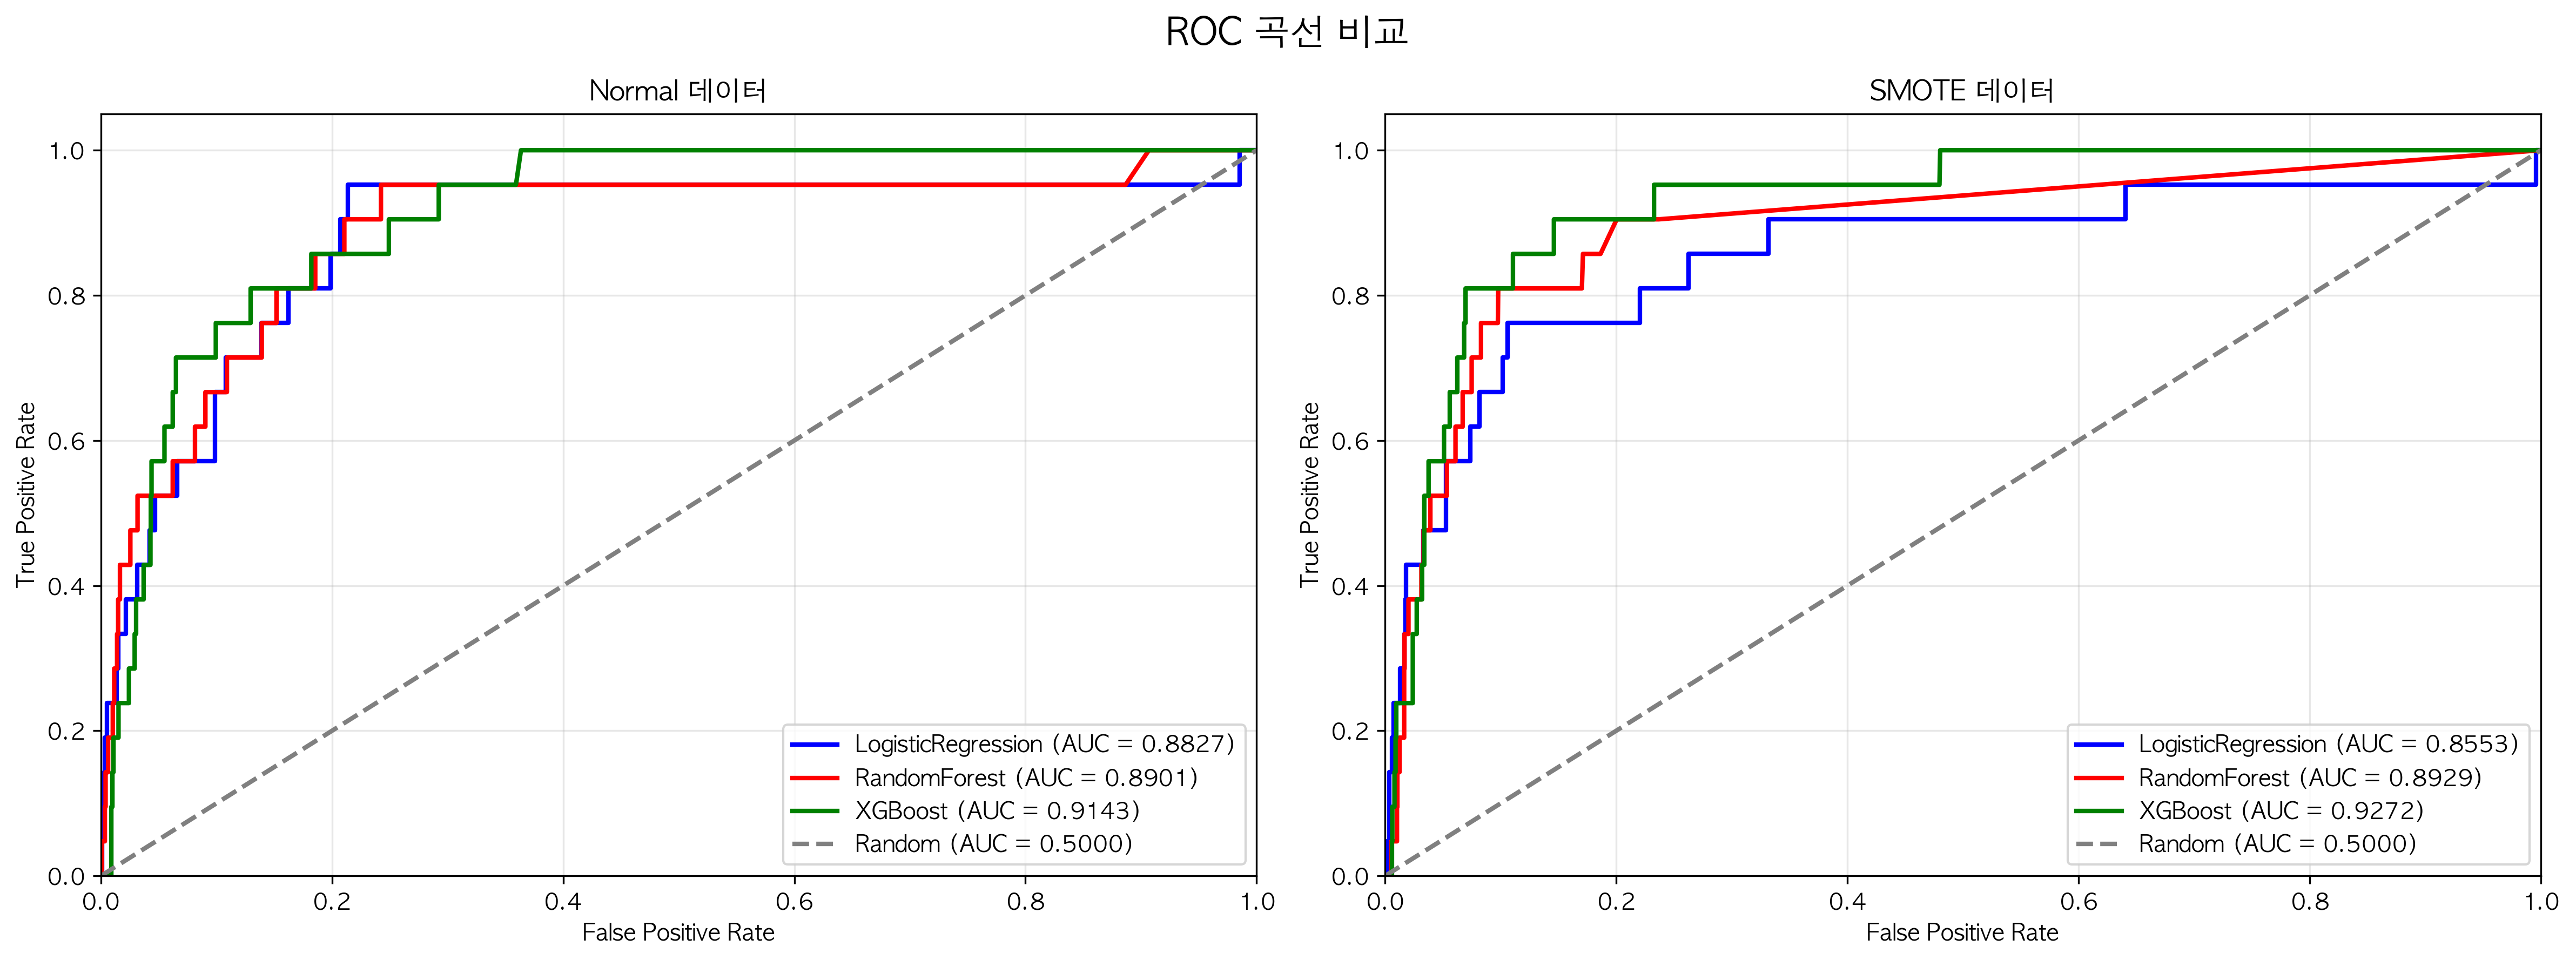 ROC 곡선 비교
Normal 데이터
True Positive Rate
1.0
0.8
0.6
0.4
0.2
0.0
0.0 0.2 0.4 0.6 0.8 1.0
False Positive Rate
LogisticRegression (AUC = 0.8827)
RandomForest (AUC = 0.8901)
XGBoost (AUC = 0.9143)
Random (AUC = 0.5000)
SMOTE 데이터
True Positive Rate
1.0
0.8
0.6
0.4
0.2
0.0
0.0 0.2 0.4 0.6 0.8 1.0
False Positive Rate
LogisticRegression (AUC = 0.8553)
RandomForest (AUC = 0.8929)
XGBoost (AUC = 0.9272)
Random (AUC = 0.5000)